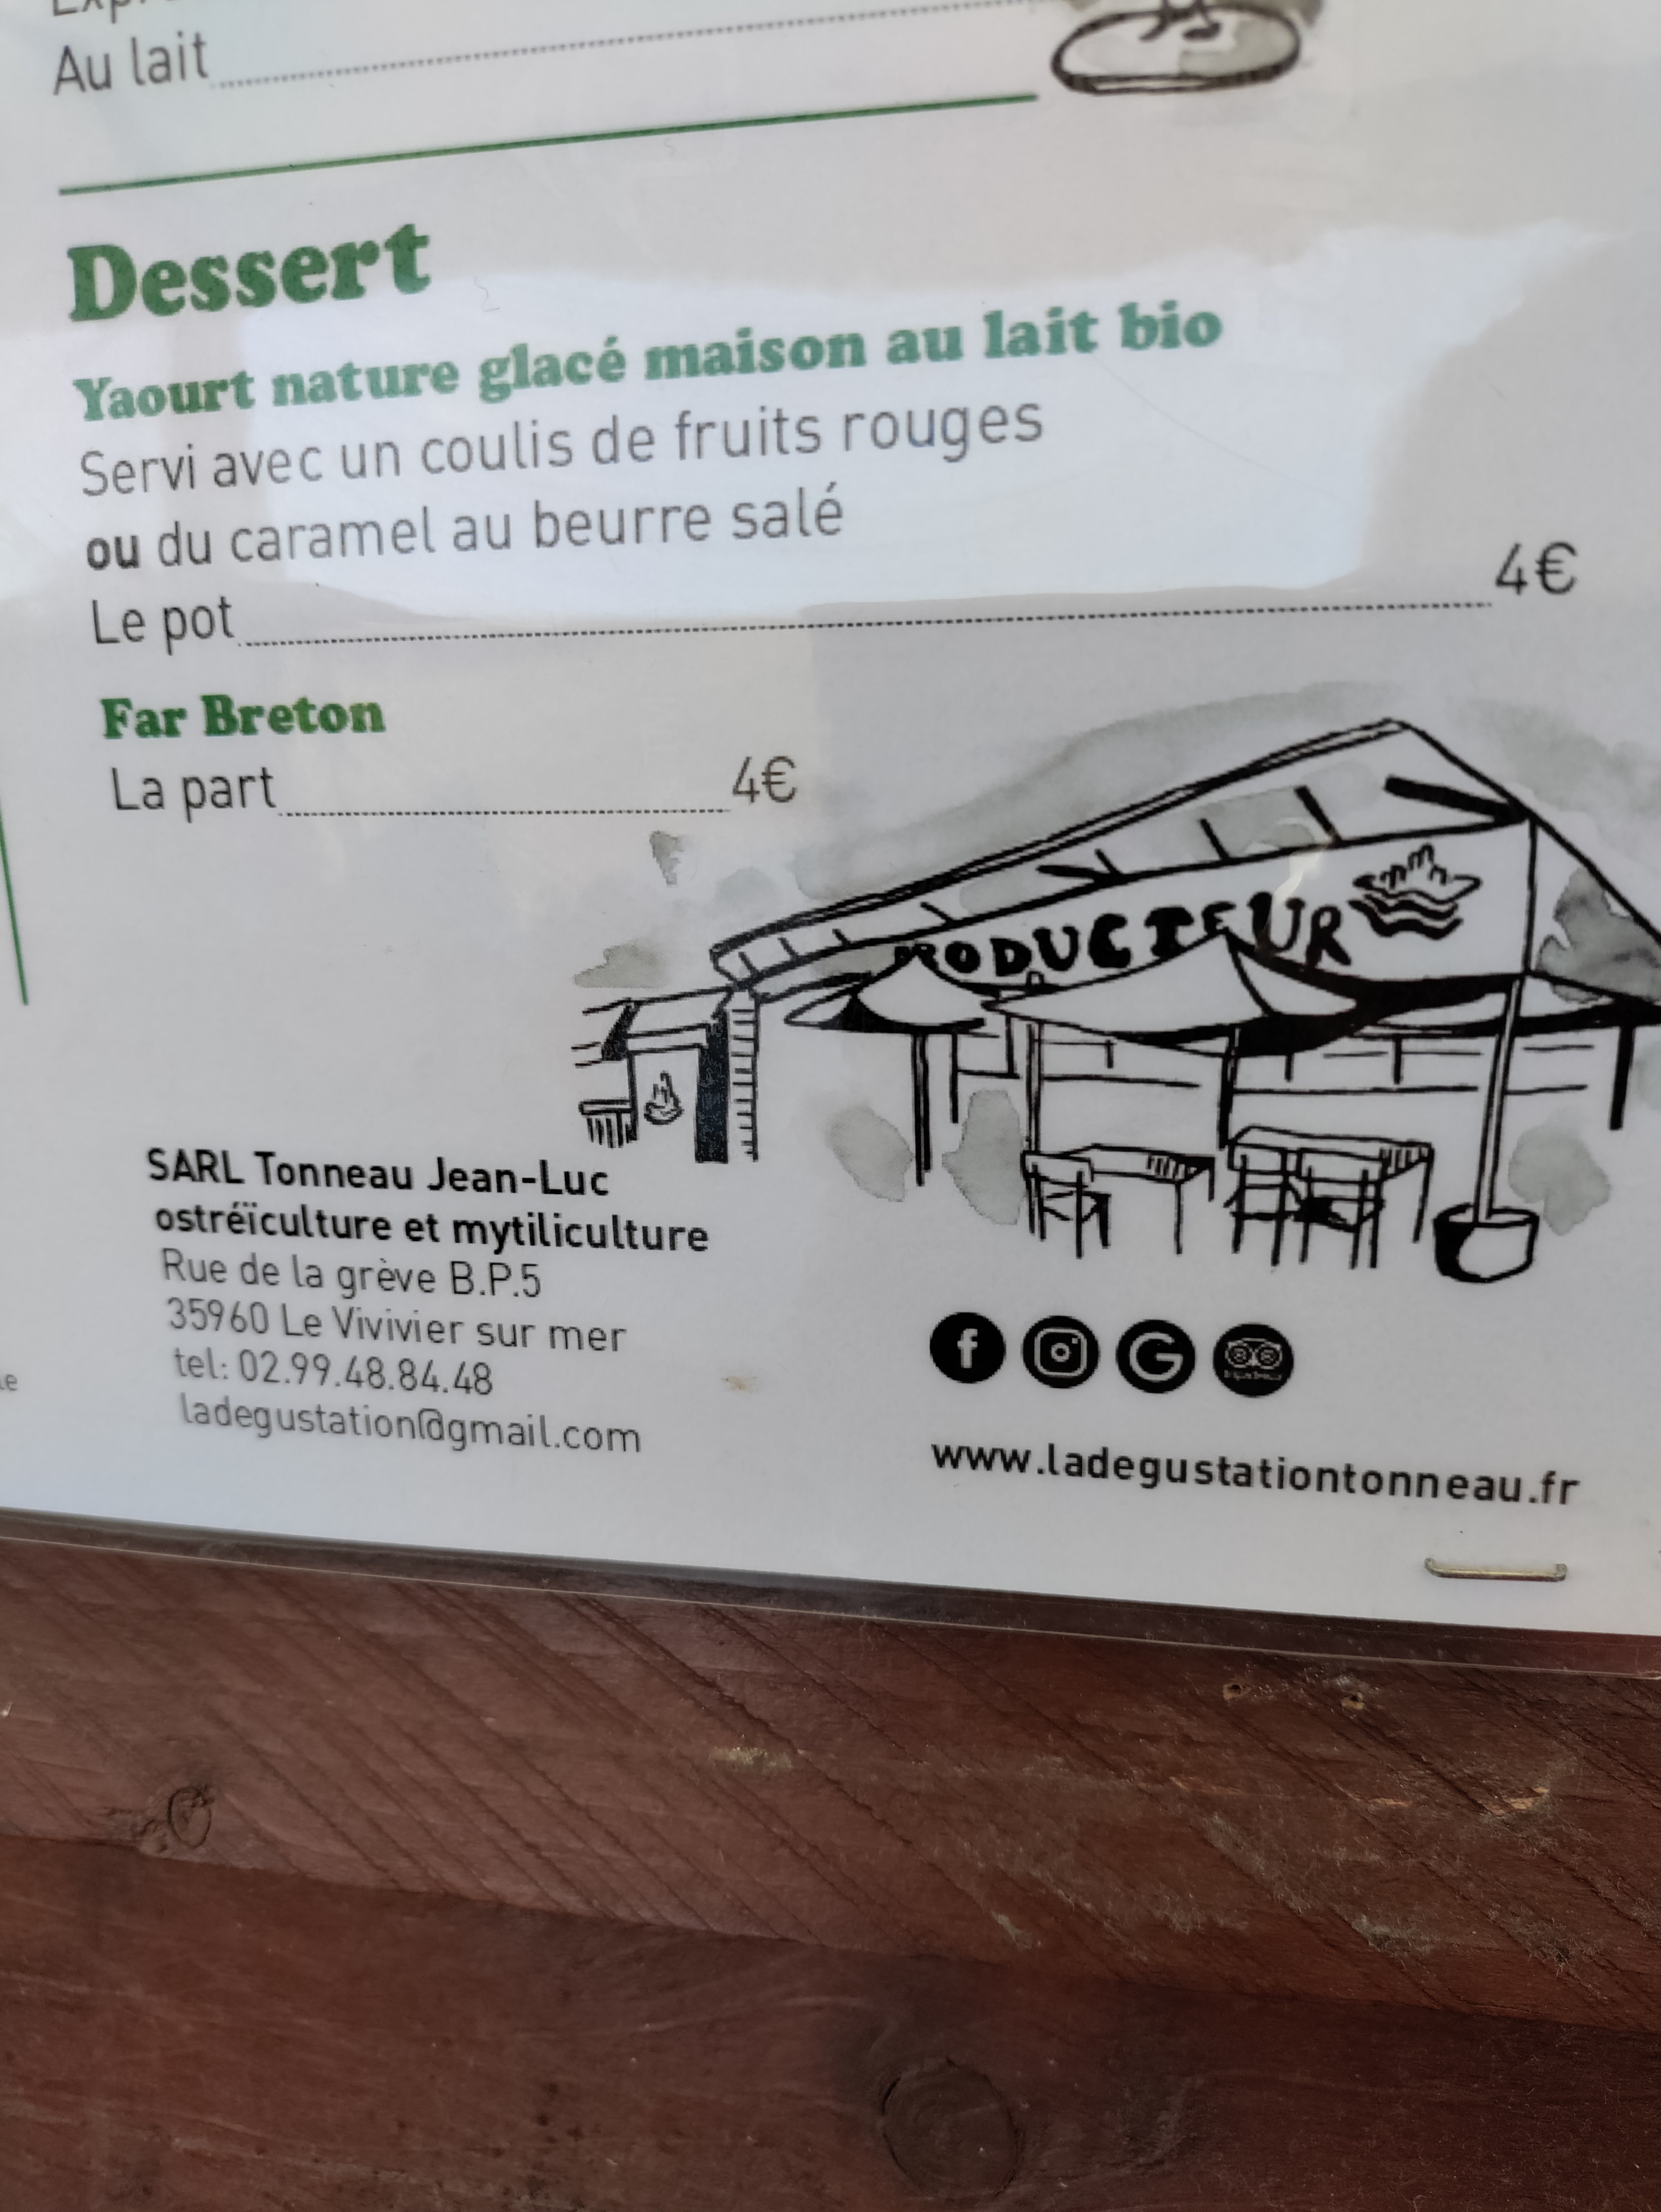 Au lait
Dessert
Yaourt nature glacé maison au lait bio
Servi avec un coulis de fruits rouges
ou du caramel au beurre salé
Le pot 4€
Far Breton
La part 4€
PRODUCTEUR
SARL Tonneau Jean-Luc
ostréïculture et mytiliculture
Rue de la grève B.P.5
35960 Le Vivivier sur mer
tel: 02.99.48.84.48
ladegustation@gmail.com
www.ladegustationtonneau.fr